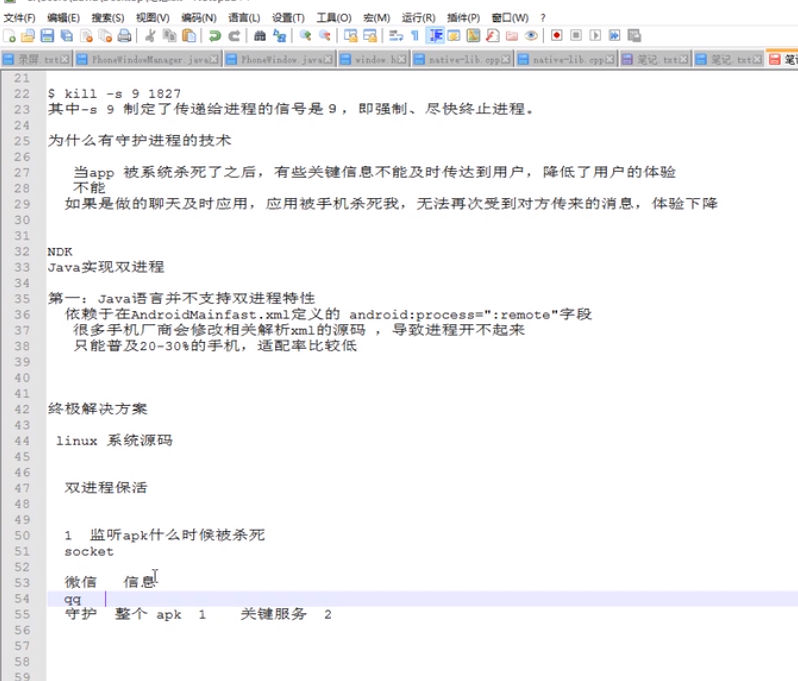 文件(F) 编辑(E) 搜索(S) 视图(V) 编码(N) 语言(L) 设置(T) 工具(O) 宏(M) 运行(R) 插件(P) 窗口(W) ?
录屏.txt PhoneWindowManager.java PhoneWindow.java window.h native-lib.cpp native-lib.cpp 笔记.txt 笔记.txt
21
22 $ kill -s 9 1827
23 其中-s 9 制定了传递给进程的信号是９，即强制、尽快终止进程。
24
25 为什么有守护进程的技术
26
27 当app 被系统杀死了之后，有些关键信息不能及时传达到用户，降低了用户的体验
28 不能
29 如果是做的聊天及时应用，应用被手机杀死我，无法再次受到对方传来的消息，体验下降
30
31
32 NDK
33 Java实现双进程
34
35 第一：Java语言并不支持双进程特性
36 依赖于在AndroidMainfast.xml定义的 android:process=":remote"字段
37 很多手机厂商会修改相关解析xml的源码 ，导致进程开不起来
38 只能普及20-30%的手机，适配率比较低
39
40
41
42 终极解决方案
43
44 linux 系统源码
45
46
47 双进程保活
48
49
50 1 监听apk什么时候被杀死
51 socket
52
53 微信 信息
54 qq
55 守护 整个 apk 1 关键服务 2
56
57
58
59